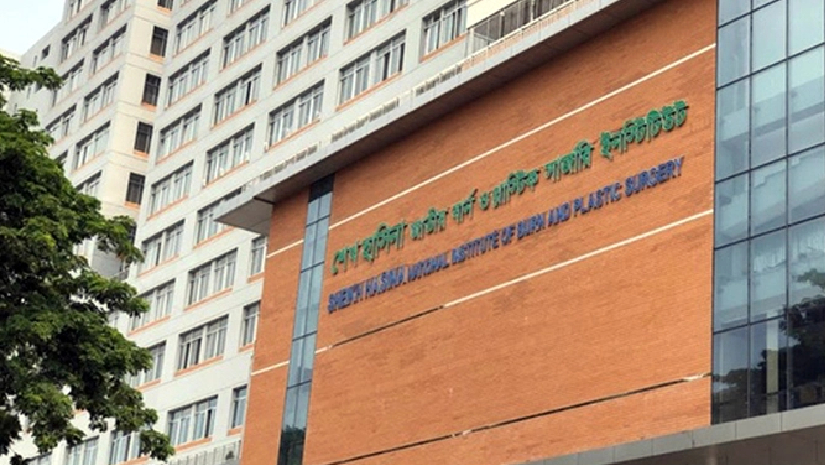 শেখ হাসিনা জাতীয় বার্ন ও প্লাস্টিক সার্জারি ইনস্টিটিউট
SHEIKH HASINA NATIONAL INSTITUTE OF BURN AND PLASTIC SURGERY